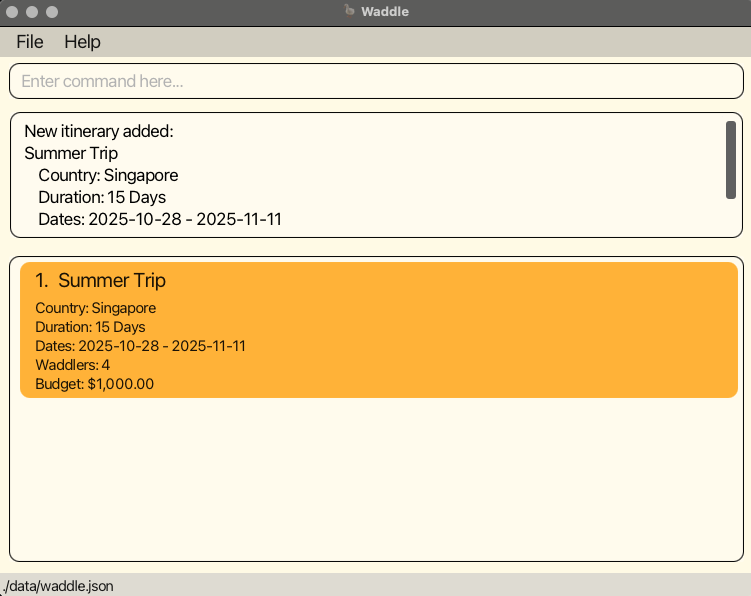 Waddle
File Help
Enter command here...
New itinerary added:
Summer Trip
Country: Singapore
Duration: 15 Days
Dates: 2025-10-28 - 2025-11-11
1. Summer Trip
Country: Singapore
Duration: 15 Days
Dates: 2025-10-28 - 2025-11-11
Waddlers: 4
Budget: $1,000.00
./data/waddle.json